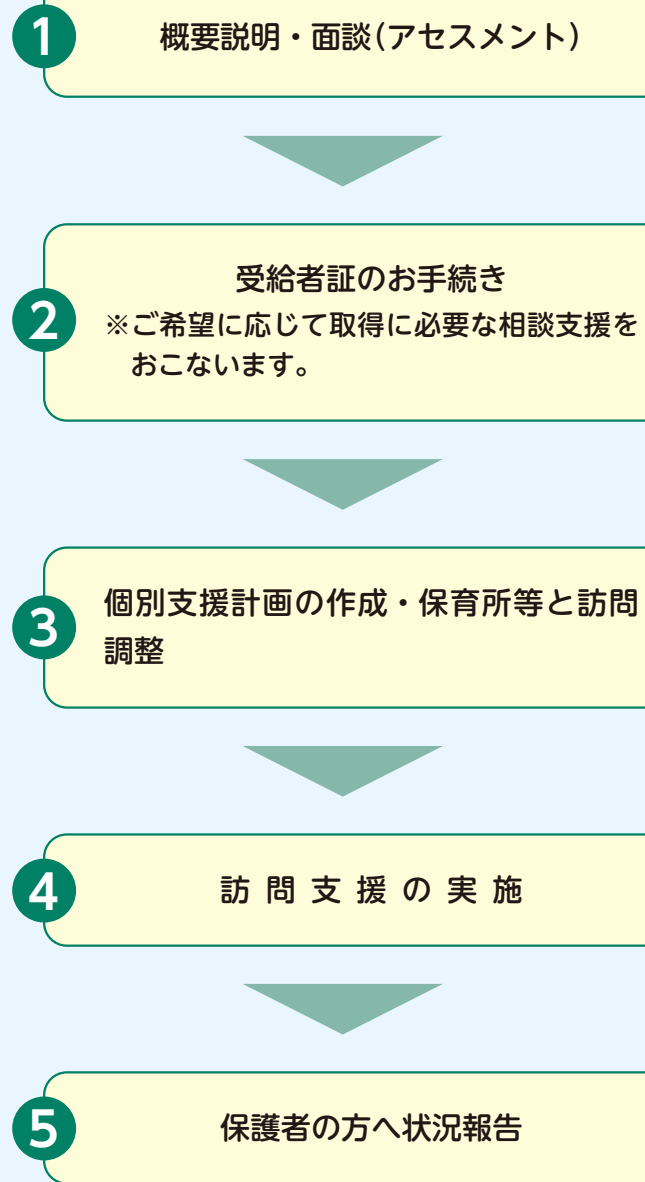 1
概要説明・面談(アセスメント)
2
受給者証のお手続き
※ご希望に応じて取得に必要な相談支援を
おこないます。
3
個別支援計画の作成・保育所等と訪問
調整
4
訪問支援の実施
5
保護者の方へ状況報告